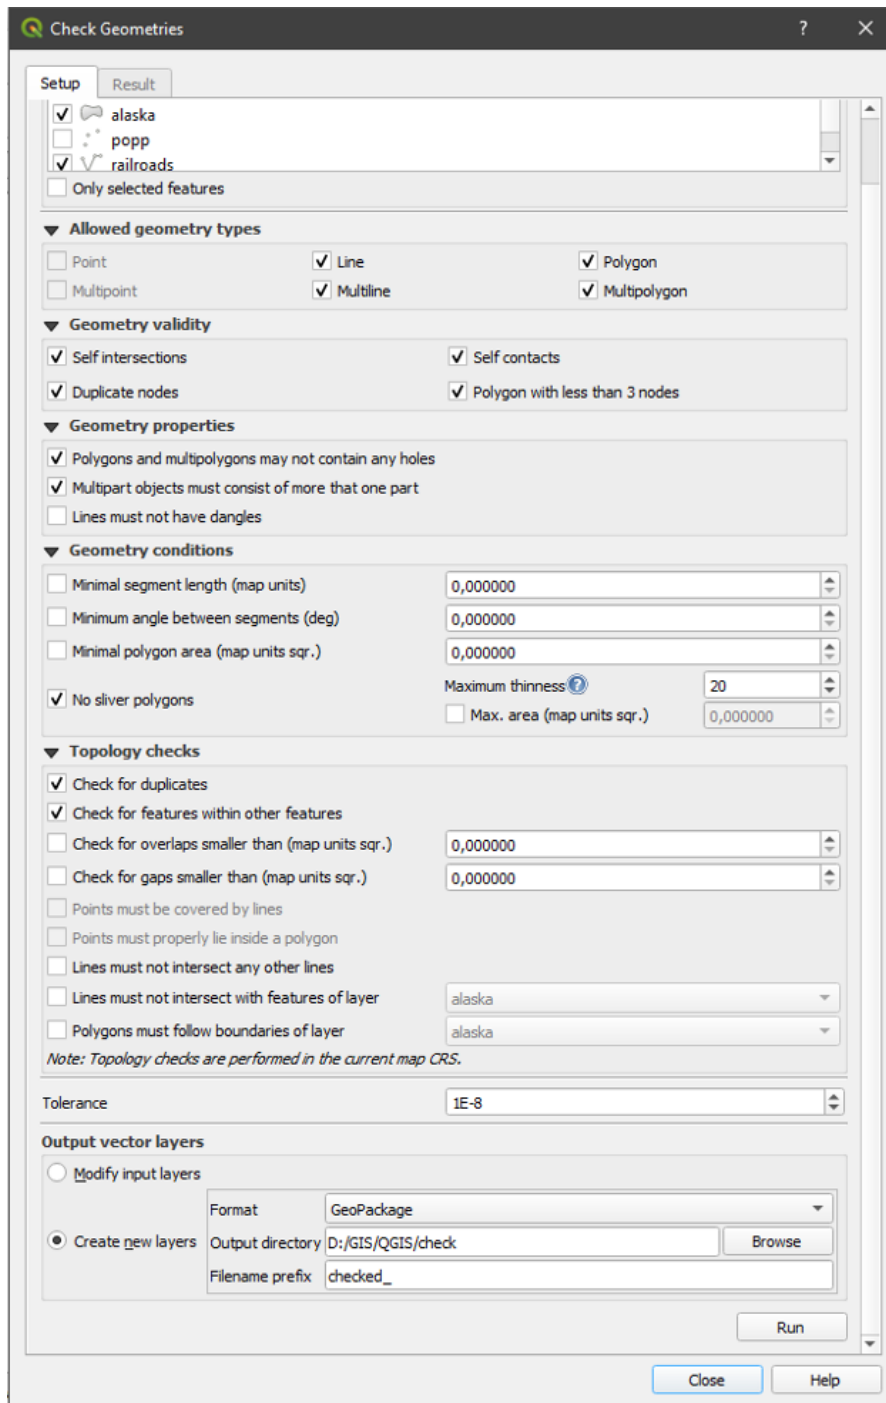 Check Geometries
Setup Result
alaska
popp
railroads
Only selected features
Allowed geometry types
Point Line Polygon
Multipoint Multiline Multipolygon
Geometry validity
Self intersections Self contacts
Duplicate nodes Polygon with less than 3 nodes
Geometry properties
Polygons and multipolygons may not contain any holes
Multipart objects must consist of more that one part
Lines must not have dangles
Geometry conditions
Minimal segment length (map units) 0,000000
Minimum angle between segments (deg) 0,000000
Minimal polygon area (map units sqr.) 0,000000
No sliver polygons Maximum thinness ? 20
Max. area (map units sqr.) 0,000000
Topology checks
Check for duplicates
Check for features within other features
Check for overlaps smaller than (map units sqr.) 0,000000
Check for gaps smaller than (map units sqr.) 0,000000
Points must be covered by lines
Points must properly lie inside a polygon
Lines must not intersect any other lines
Lines must not intersect with features of layer alaska
Polygons must follow boundaries of layer alaska
Note: Topology checks are performed in the current map CRS.
Tolerance 1E-8
Output vector layers
Modify input layers
Format GeoPackage
Create new layers Output directory D:/GIS/QGIS/check Browse
Filename prefix checked_
Run
Close Help